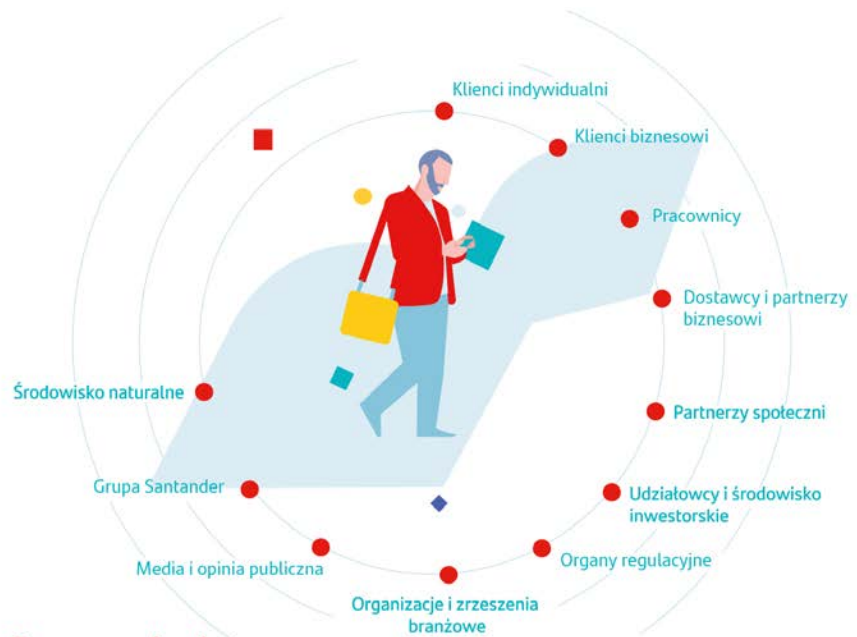 Klienci indywidualni
Klienci biznesowi
Pracownicy
Dostawcy i partnerzy
biznesowi
Środowisko naturalne
Partnerzy społeczni
Grupa Santander
Udziałowcy i środowisko
inwestorskie
Media i opinia publiczna
Organy regulacyjne
Organizacje i zrzeszenia
branżowe